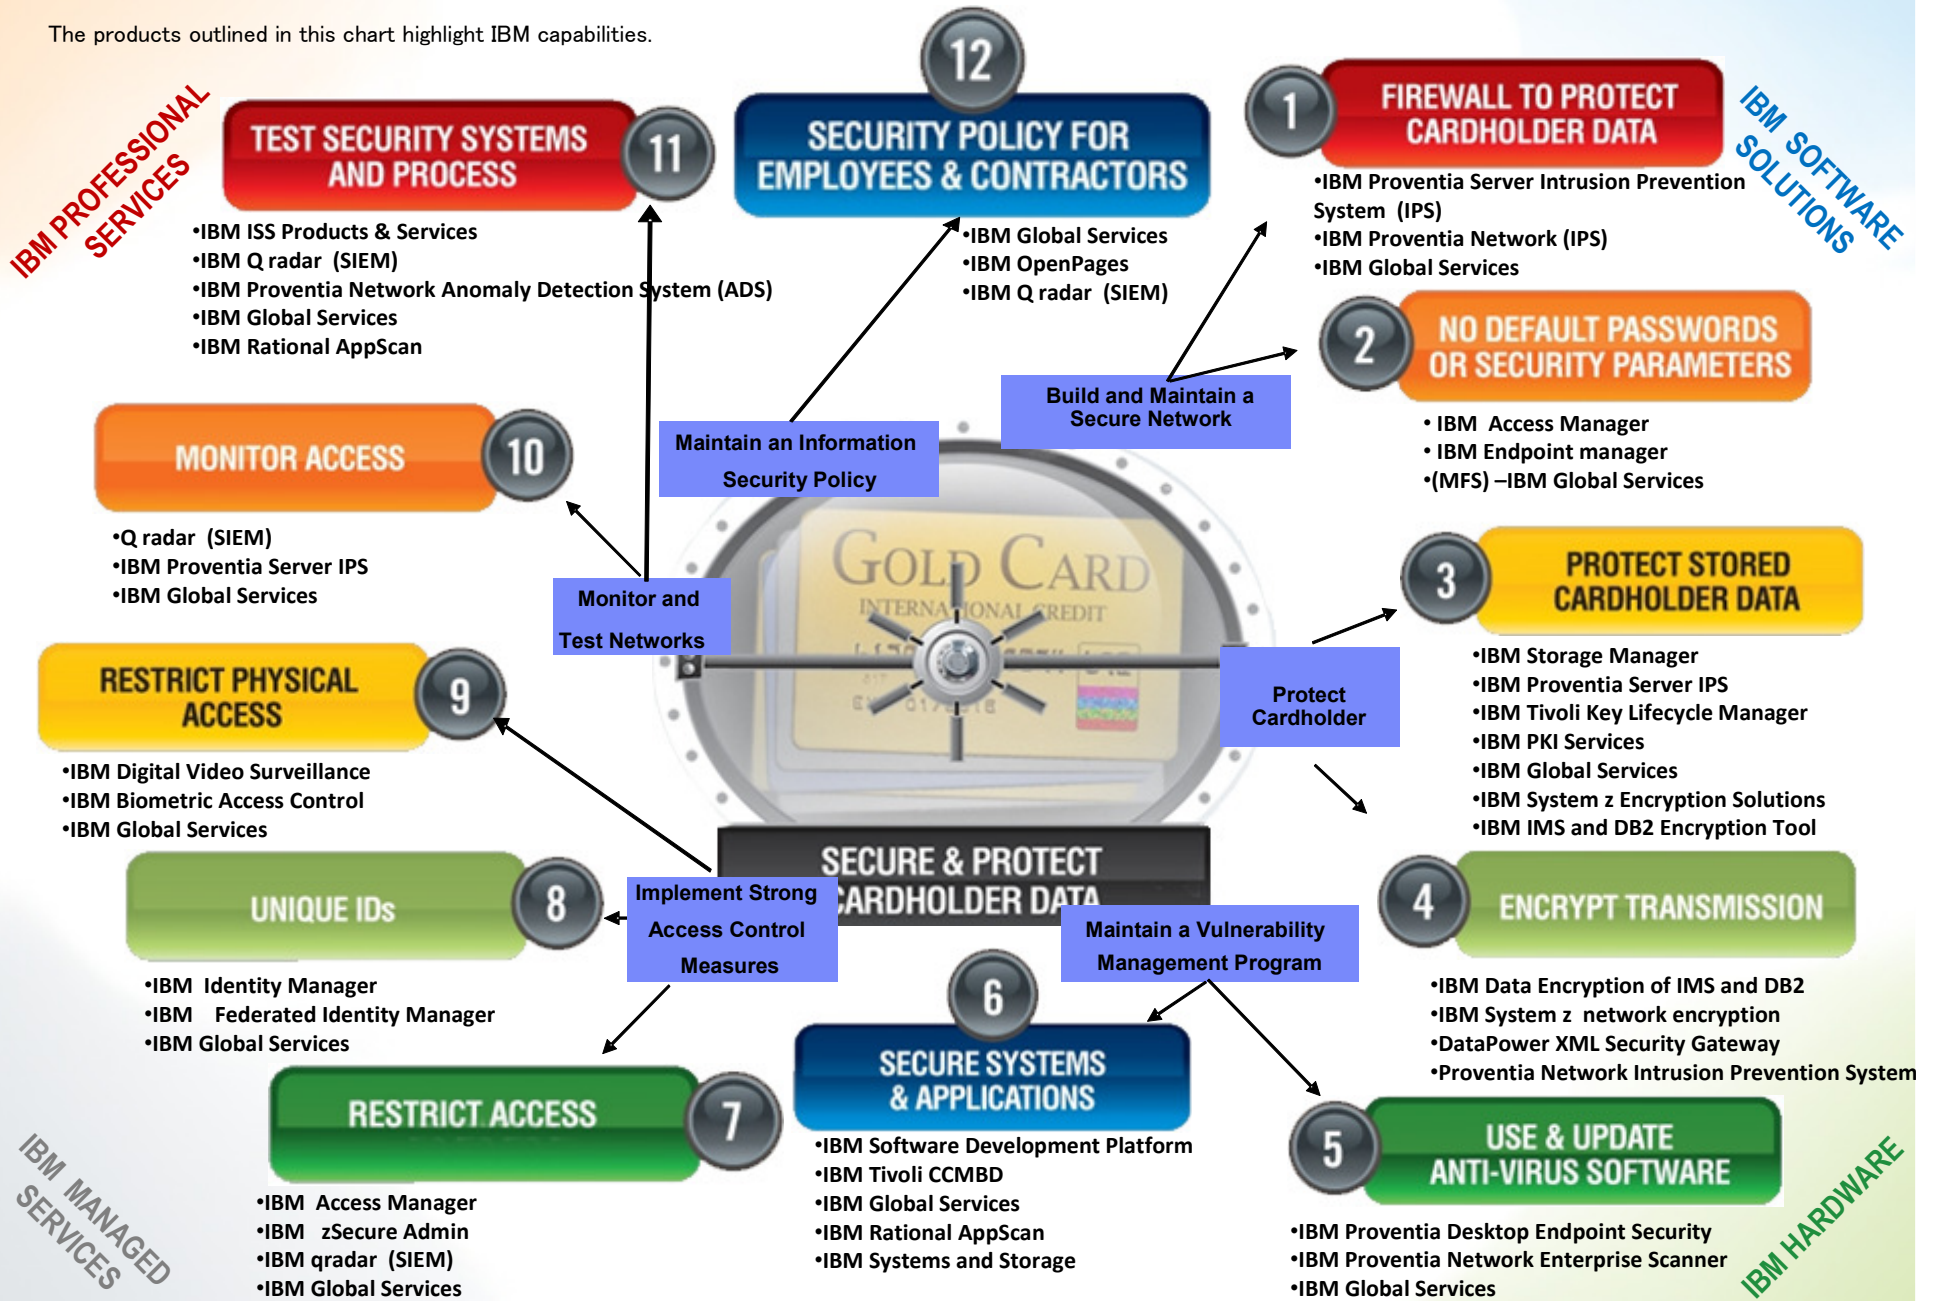 The products outlined in this chart highlight IBM capabilities.
IBM PROFESSIONAL
SERVICES
IBM SOFTWARE
SOLUTIONS
12
SECURITY POLICY FOR
EMPLOYEES & CONTRACTORS
•IBM Global Services
•IBM OpenPages
•IBM Q radar (SIEM)
1
FIREWALL TO PROTECT
CARDHOLDER DATA
•IBM Proventia Server Intrusion Prevention
System (IPS)
•IBM Proventia Network (IPS)
•IBM Global Services
2
NO DEFAULT PASSWORDS
OR SECURITY PARAMETERS
• IBM Access Manager
• IBM Endpoint manager
•(MFS) –IBM Global Services
3
PROTECT STORED
CARDHOLDER DATA
•IBM Storage Manager
•IBM Proventia Server IPS
•IBM Tivoli Key Lifecycle Manager
•IBM PKI Services
•IBM Global Services
•IBM System z Encryption Solutions
•IBM IMS and DB2 Encryption Tool
4
ENCRYPT TRANSMISSION
•IBM Data Encryption of IMS and DB2
•IBM System z network encryption
•DataPower XML Security Gateway
•Proventia Network Intrusion Prevention System
5
USE & UPDATE
ANTI-VIRUS SOFTWARE
•IBM Proventia Desktop Endpoint Security
•IBM Proventia Network Enterprise Scanner
•IBM Global Services
6
SECURE SYSTEMS
& APPLICATIONS
•IBM Software Development Platform
•IBM Tivoli CCMBD
•IBM Global Services
•IBM Rational AppScan
•IBM Systems and Storage
7
RESTRICT ACCESS
•IBM Access Manager
•IBM zSecure Admin
•IBM qradar (SIEM)
•IBM Global Services
8
UNIQUE IDs
•IBM Identity Manager
•IBM Federated Identity Manager
•IBM Global Services
9
RESTRICT PHYSICAL
ACCESS
•IBM Digital Video Surveillance
•IBM Biometric Access Control
•IBM Global Services
10
MONITOR ACCESS
•Q radar (SIEM)
•IBM Proventia Server IPS
•IBM Global Services
11
TEST SECURITY SYSTEMS
AND PROCESS
•IBM ISS Products & Services
•IBM Q radar (SIEM)
•IBM Proventia Network Anomaly Detection System (ADS)
•IBM Global Services
•IBM Rational AppScan
Build and Maintain a
Secure Network
Maintain an Information
Security Policy
Monitor and
Test Networks
Protect
Cardholder
Implement Strong
Access Control
Measures
Maintain a Vulnerability
Management Program
GOLD CARD
INTERNATIONAL CREDIT
SECURE & PROTECT
CARDHOLDER DATA
IBM MANAGED
SERVICES
IBM HARDWARE